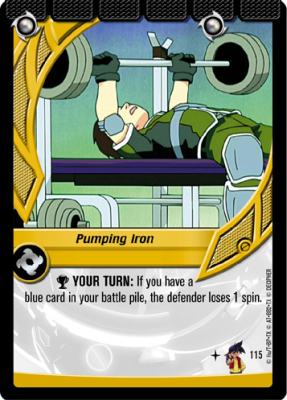 Pumping Iron
YOUR TURN: If you have a
blue card in your battle pile, the defender loses 1 spin.
115